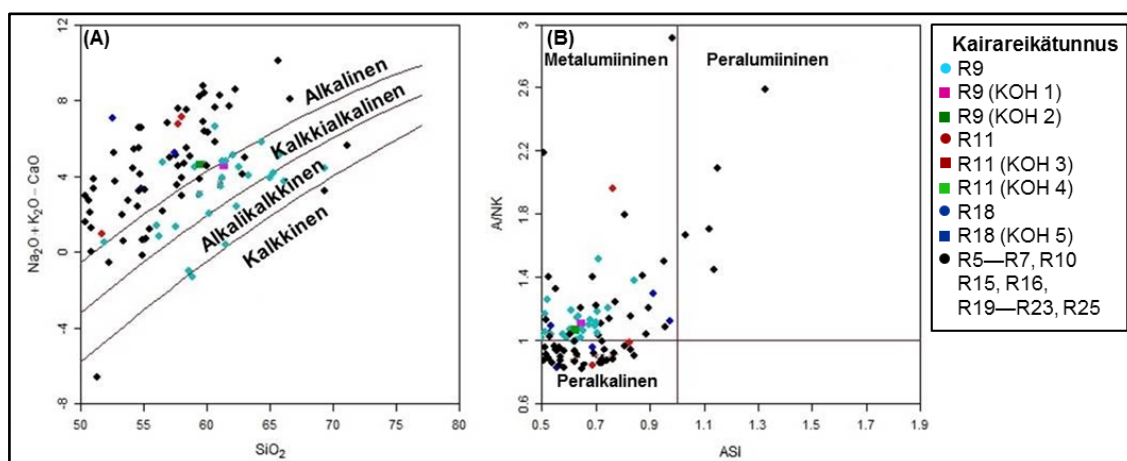 (A)
12
8
4
0
-4
-8
Na₂O + K₂O – CaO
50
55
60
65
70
75
80
SiO₂
Alkalinen
Kalkkialkalinen
Alkalikalkkinen
Kalkkinen
(B)
3
2.6
2.2
1.8
1.4
1
0.6
A/NK
0.5
0.7
0.9
1.1
1.3
1.5
1.7
1.9
ASI
Metalumiininen
Peralumiininen
Peralkalinen
Kairareikätunnus
R9
R9 (KOH 1)
R9 (KOH 2)
R11
R11 (KOH 3)
R11 (KOH 4)
R18
R18 (KOH 5)
R5—R7, R10
R15, R16,
R19—R23, R25